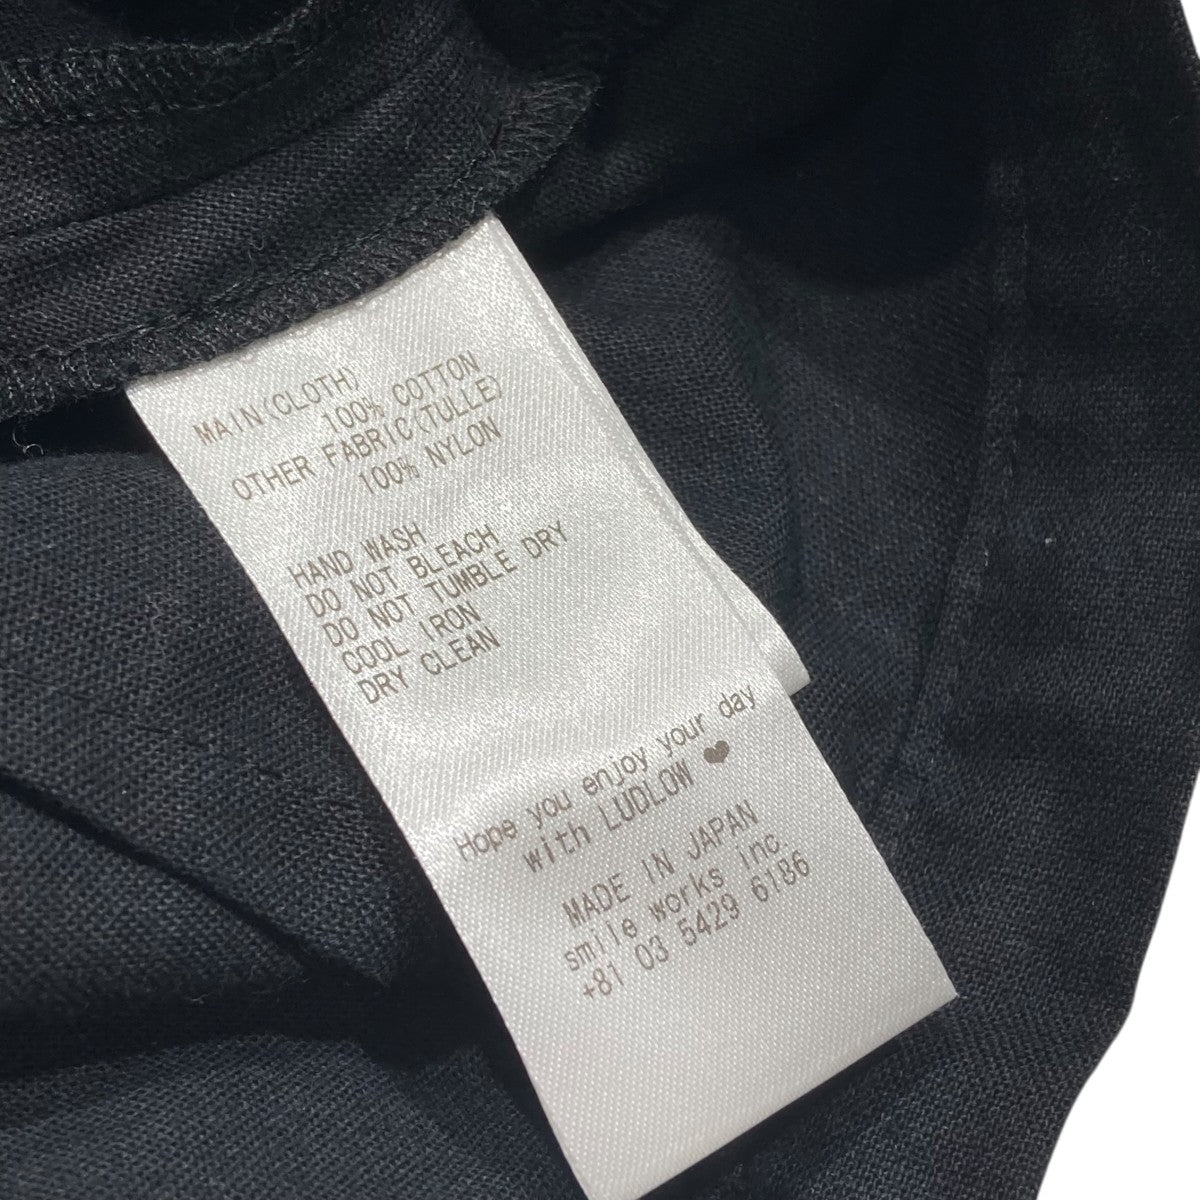 MAIN(CLOTH)
100% COTTON
OTHER FABRIC(TULLE)
100% NYLON
HAND WASH
DO NOT BLEACH
DO NOT TUMBLE DRY
COOL IRON
DRY CLEAN
Hope you enjoy your day
with LUDLOW ❤
MADE IN JAPAN
smile works inc
+81 03 5429 6186